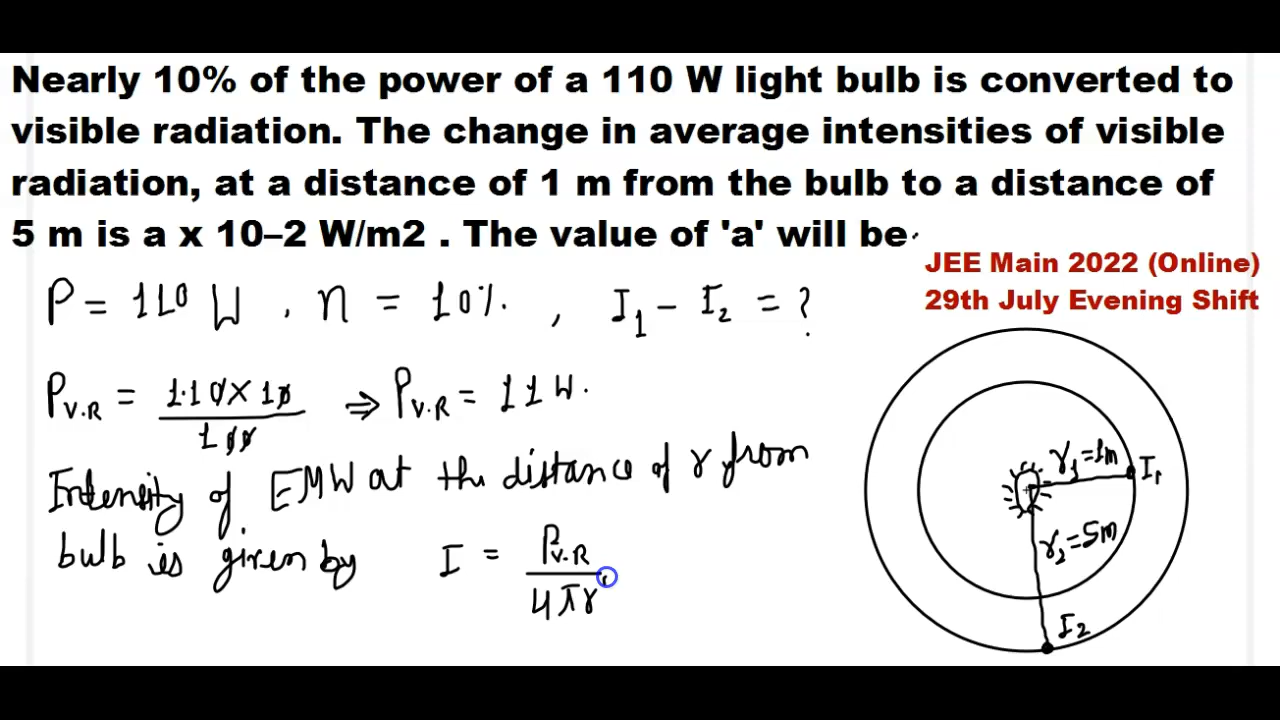 Nearly 10% of the power of a 110 W light bulb is converted to
visible radiation. The change in average intensities of visible
radiation, at a distance of 1 m from the bulb to a distance of
5 m is a x 10–2 W/m2 . The value of 'a' will be.
JEE Main 2022 (Online)
29th July Evening Shift
P = 110 W , η = 10%. , I₁ − I₂ = ?
P_V.R = (110 × 10)/100 ⇒ P_V.R = 11 W.
Intensity of EMW at the distance of r from
bulb is given by I = P_V.R/4πr
r₁ = 1m I₁
r₂ = 5m
I₂